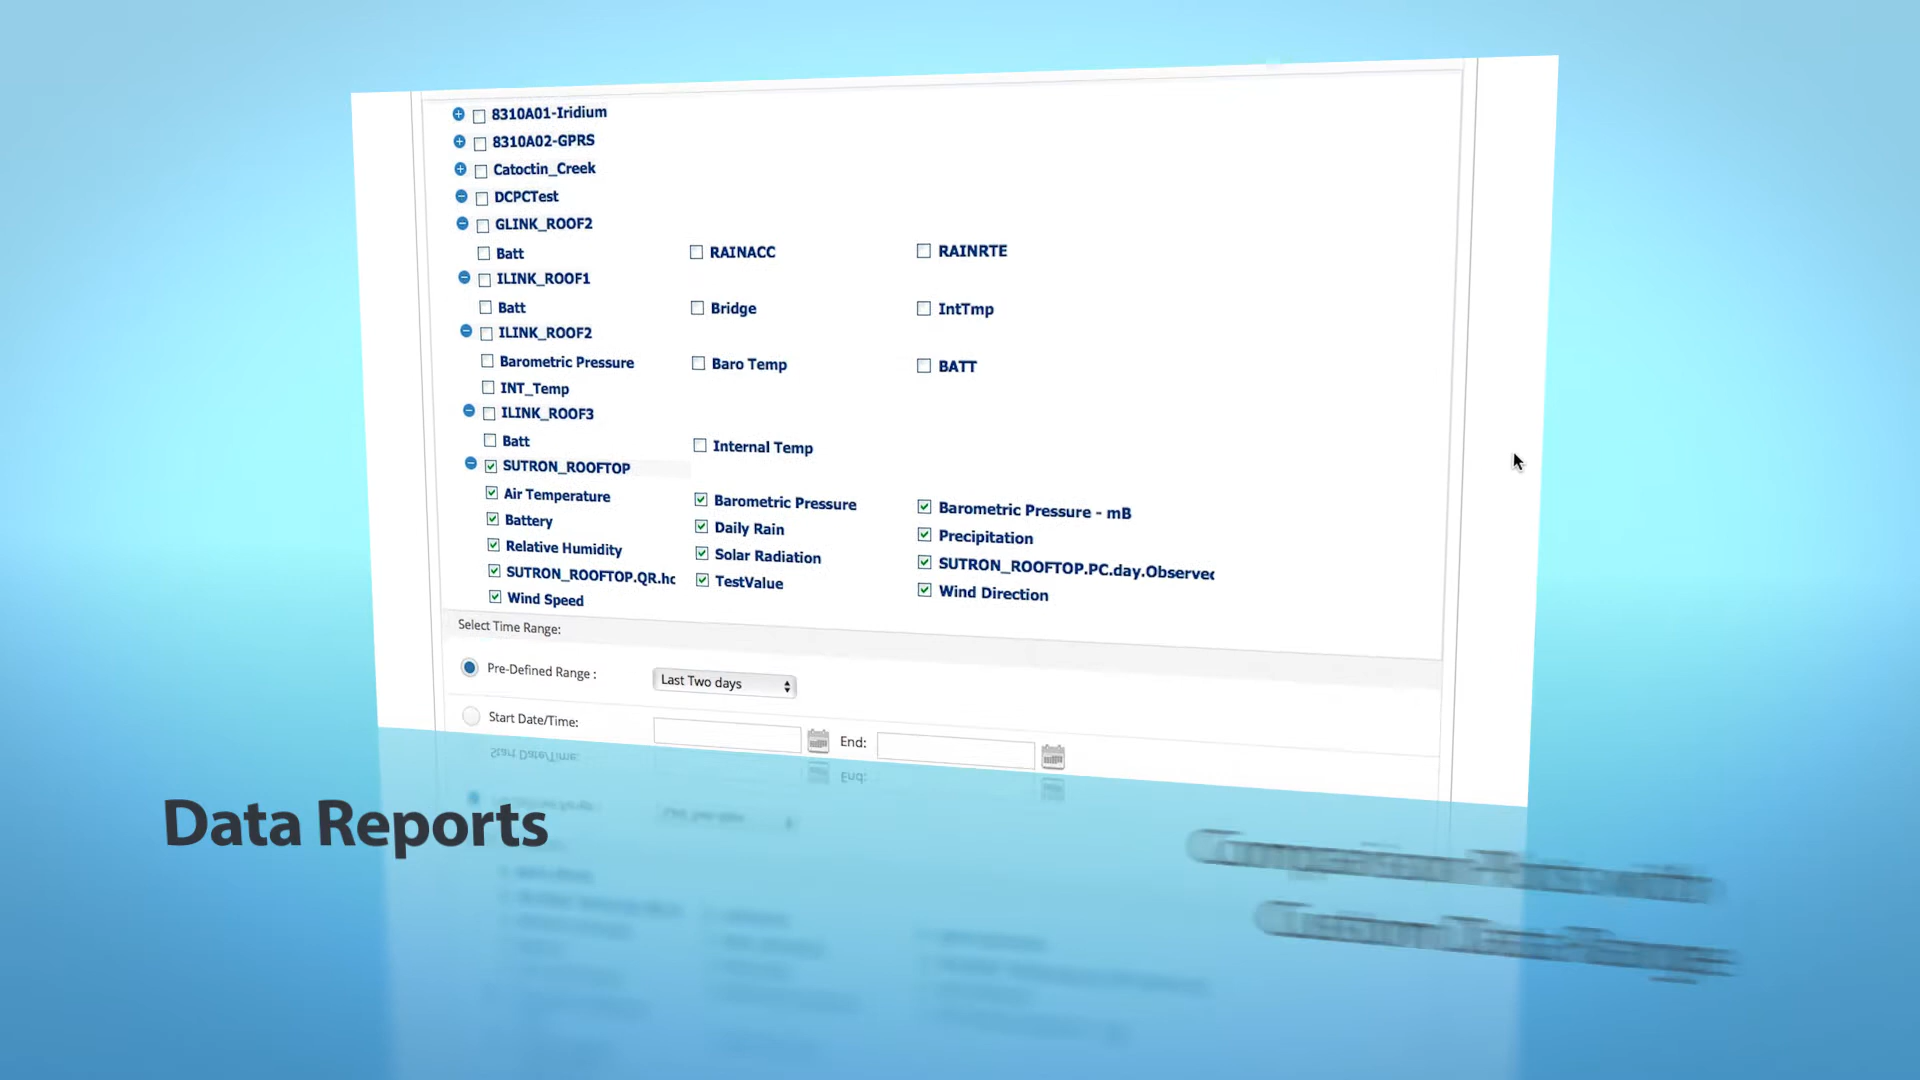 8310A01-Iridium
8310A02-GPRS
Catoctin_Creek
DCPCTest
GLINK_ROOF2
Batt RAINACC RAINRTE
ILINK_ROOF1
Batt Bridge IntTmp
ILINK_ROOF2
Barometric Pressure Baro Temp BATT
INT_Temp
ILINK_ROOF3
Batt Internal Temp
SUTRON_ROOFTOP
Air Temperature Barometric Pressure Barometric Pressure - mB
Battery Daily Rain Precipitation
Relative Humidity Solar Radiation SUTRON_ROOFTOP.PC.day.Observed
SUTRON_ROOFTOP.QR.hc TestValue Wind Direction
Wind Speed
Select Time Range:
Pre-Defined Range : Last Two days
Start Date/Time: End:
Data Reports